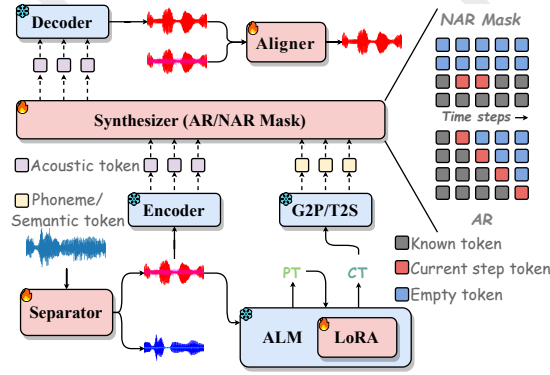 Decoder
Aligner
NAR Mask
Synthesizer (AR/NAR Mask)
Time steps
Acoustic token
Phoneme/
Semantic token
Encoder
G2P/T2S
AR
Known token
Current step token
Empty token
PT
CT
Separator
ALM
LoRA